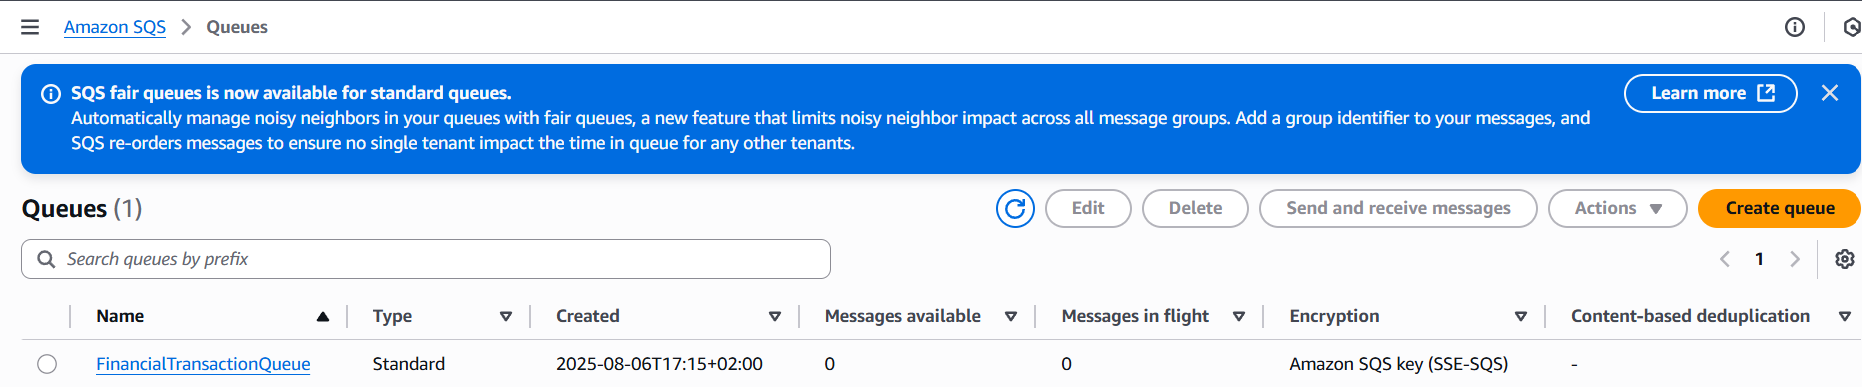 Amazon SQS > Queues
SQS fair queues is now available for standard queues.
Automatically manage noisy neighbors in your queues with fair queues, a new feature that limits noisy neighbor impact across all message groups. Add a group identifier to your messages, and
SQS re-orders messages to ensure no single tenant impact the time in queue for any other tenants.
Learn more
Queues (1)
Edit Delete Send and receive messages Actions Create queue
Search queues by prefix
1
Name Type Created Messages available Messages in flight Encryption Content-based deduplication
FinancialTransactionQueue Standard 2025-08-06T17:15+02:00 0 0 Amazon SQS key (SSE-SQS) -